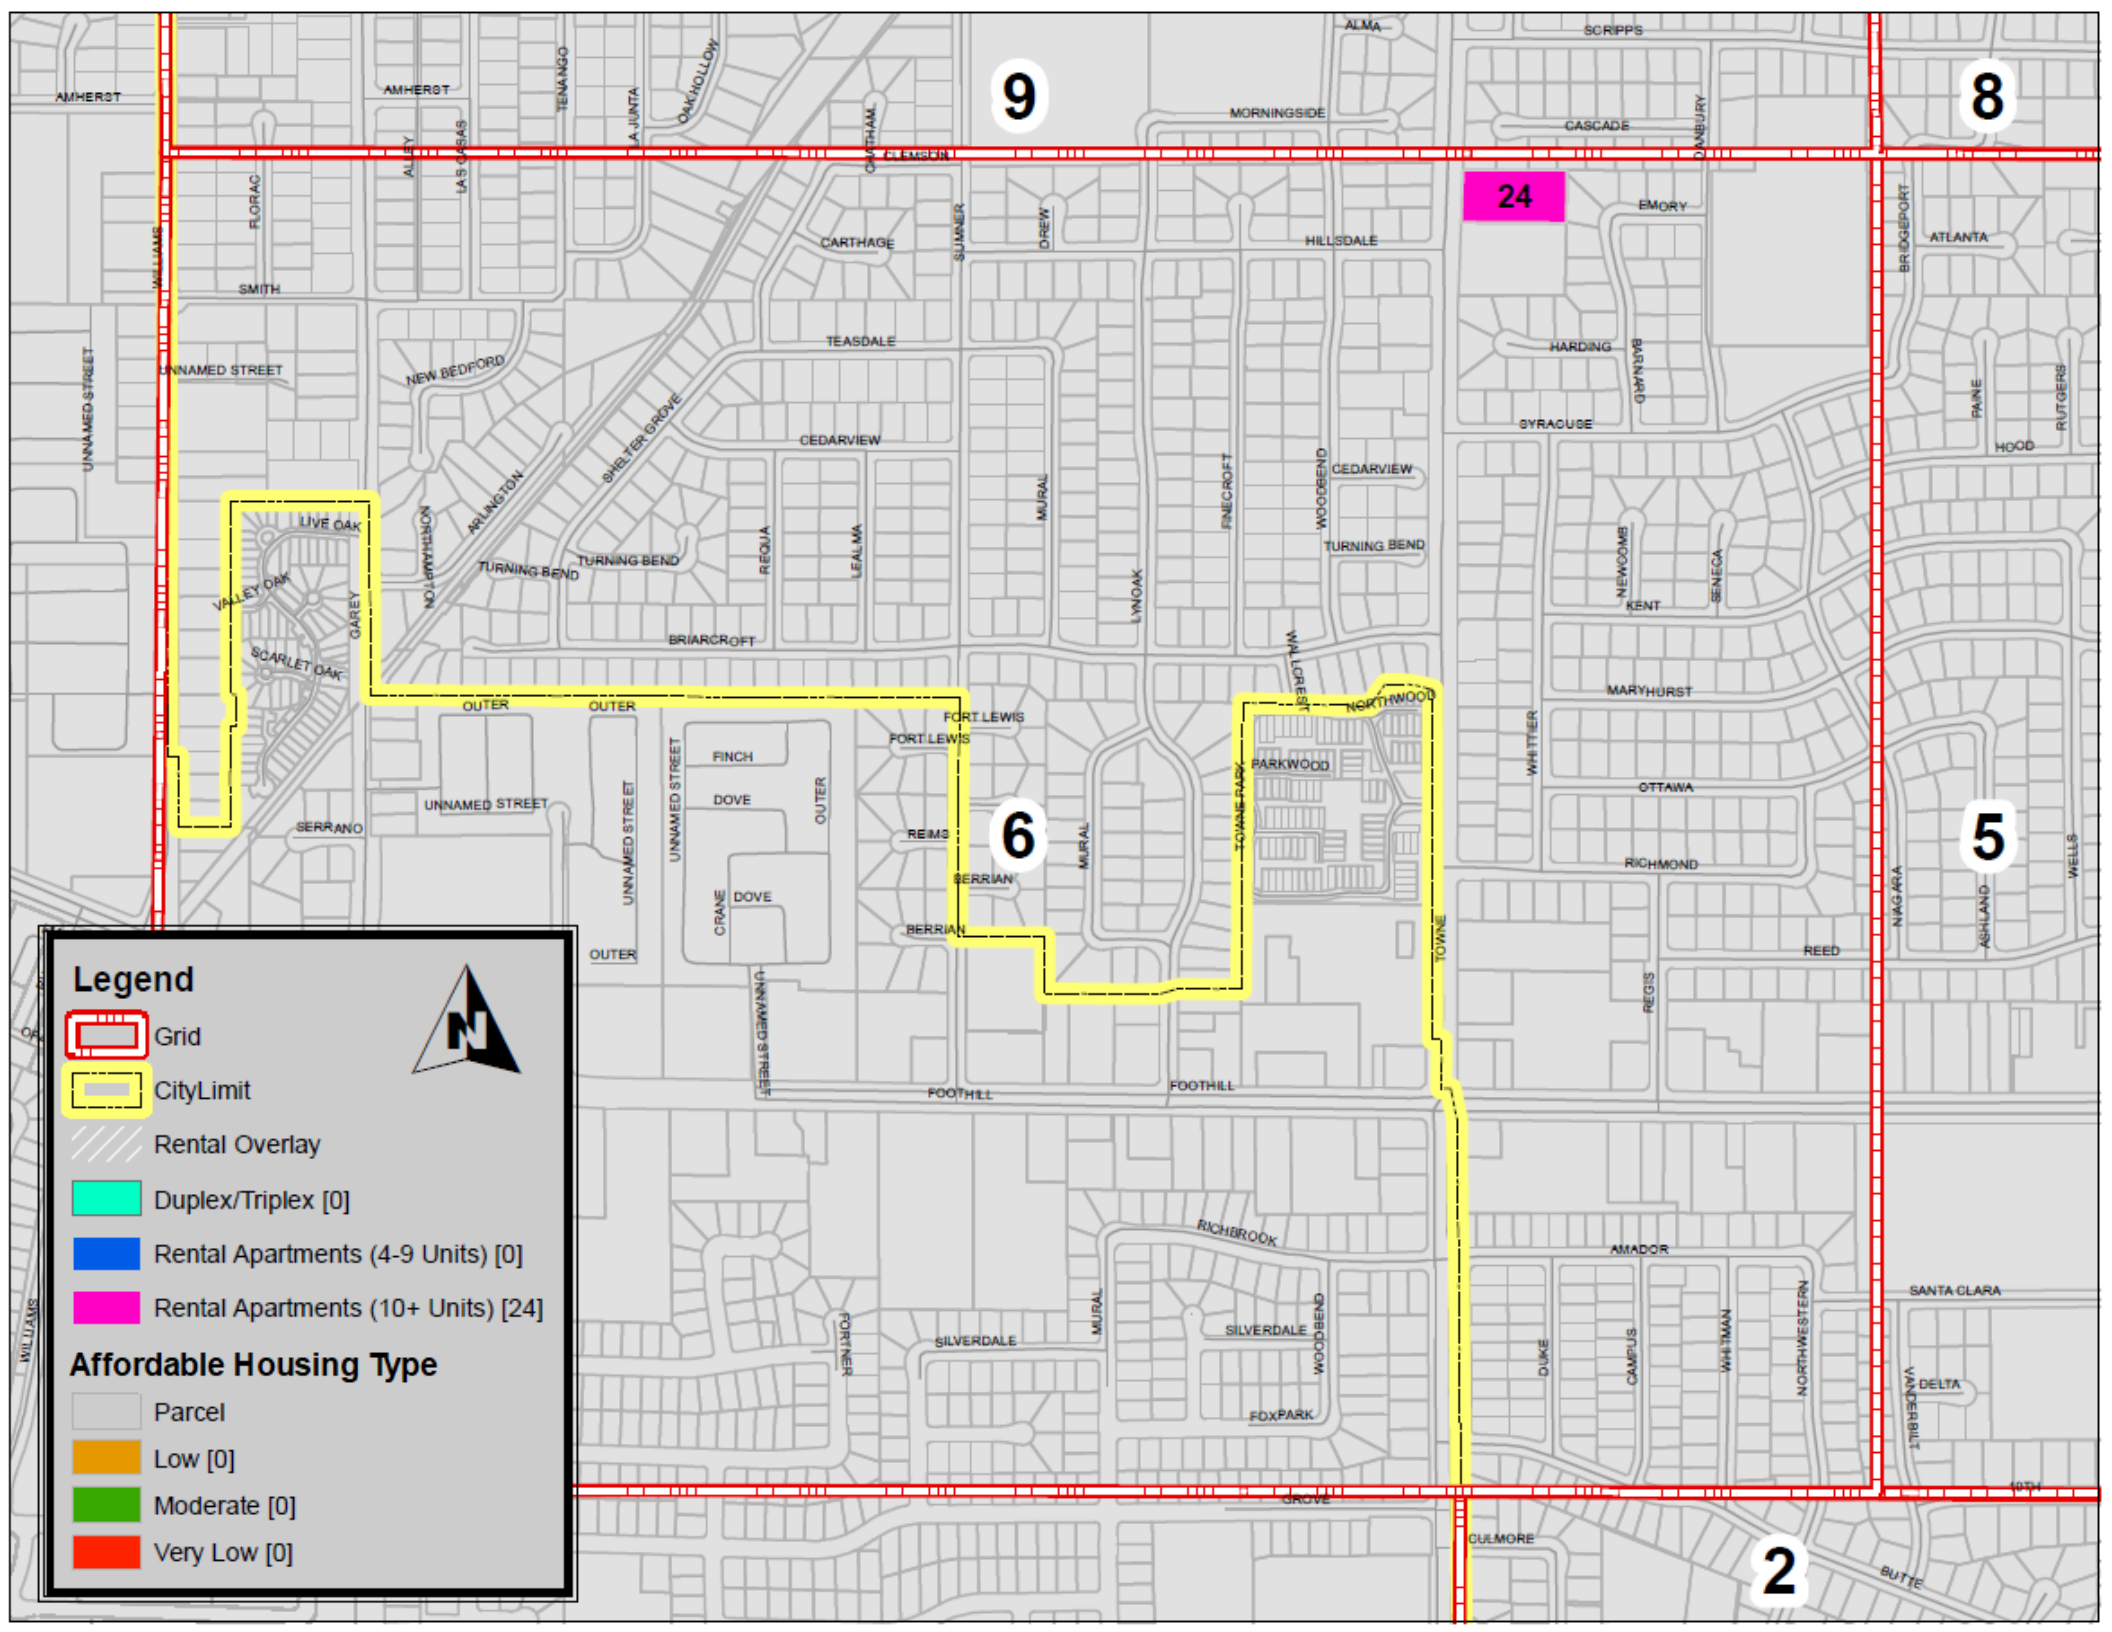 ALMA
SCRIPPS
9
8
AMHERST
AMHERST
TENANGO
LA JUNTA
OAK HOLLOW
CHATHAM
MORNINGSIDE
CASCADE
DANBURY
ALLEY
LAS CASAS
CLEMSON
24
FLORAC
WILLIAMS
SUMNER
DREW
EMORY
BRIDGEPORT
CARTHAGE
HILLSDALE
ATLANTA
SMITH
TEASDALE
HARDING
BARNARD
UNNAMED STREET
UNNAMED STREET
NEW BEDFORD
PAINE
RUTGERS
SHELTER GROVE
CEDARVIEW
SYRACUSE
HOOD
MURAL
FINECROFT
WOODBEND
CEDARVIEW
ARLINGTON
LIVE OAK
NORTHAMPTON
REQUA
LEALMA
TURNING BEND
TURNING BEND
TURNING BEND
NEWCOMB
SENECA
VALLEY OAK
GAREY
LYNOAK
KENT
BRIARCROFT
WALLCREST
SCARLET OAK
MARYHURST
OUTER
OUTER
FORT LEWIS
NORTHWOOD
FORT LEWIS
WHITTIER
FINCH
PARKWOOD
UNNAMED STREET
UNNAMED STREET
UNNAMED STREET
DOVE
OUTER
TOWNE PARK
OTTAWA
SERRANO
REIMS
6
MURAL
5
WELLS
RICHMOND
BERRIAN
CRANE
DOVE
NIAGARA
ASHLAND
BERRIAN
TOWNE
REED
OUTER
REGIS
UNNAMED STREET
FOOTHILL
FOOTHILL
RICHBROOK
AMADOR
SANTA CLARA
WILLIAMS
FORTNER
SILVERDALE
MURAL
SILVERDALE
WOODBEND
DUKE
CAMPUS
WHITMAN
NORTHWESTERN
VANDERBILT
DELTA
FOXPARK
GROVE
10TH
CULMORE
2
BUTTE
Legend
N
Grid
CityLimit
Rental Overlay
Duplex/Triplex [0]
Rental Apartments (4-9 Units) [0]
Rental Apartments (10+ Units) [24]
Affordable Housing Type
Parcel
Low [0]
Moderate [0]
Very Low [0]